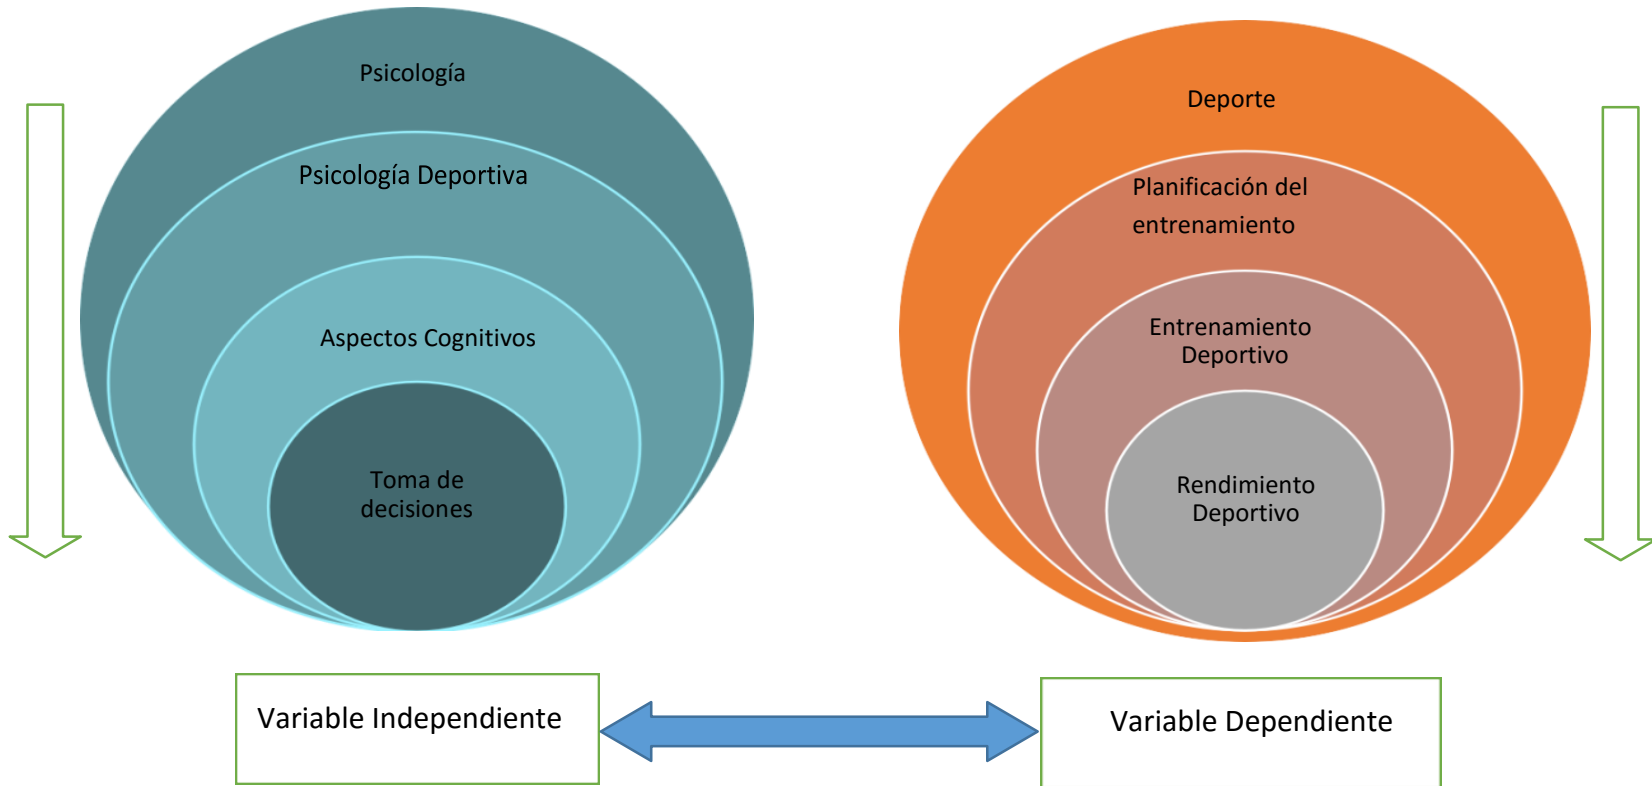 Psicología
Psicología Deportiva
Aspectos Cognitivos
Toma de
decisiones
Deporte
Planificación del
entrenamiento
Entrenamiento
Deportivo
Rendimiento
Deportivo
Variable Independiente
Variable Dependiente